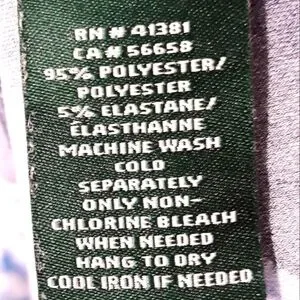 RN # 41381
CA # 56658
95% POLYESTER/
POLYESTER
5% ELASTANE/
ELASTHANNE
MACHINE WASH
COLD
SEPARATELY
ONLY NON-
CHLORINE BLEACH
WHEN NEEDED
HANG TO DRY
COOL IRON IF NEEDED